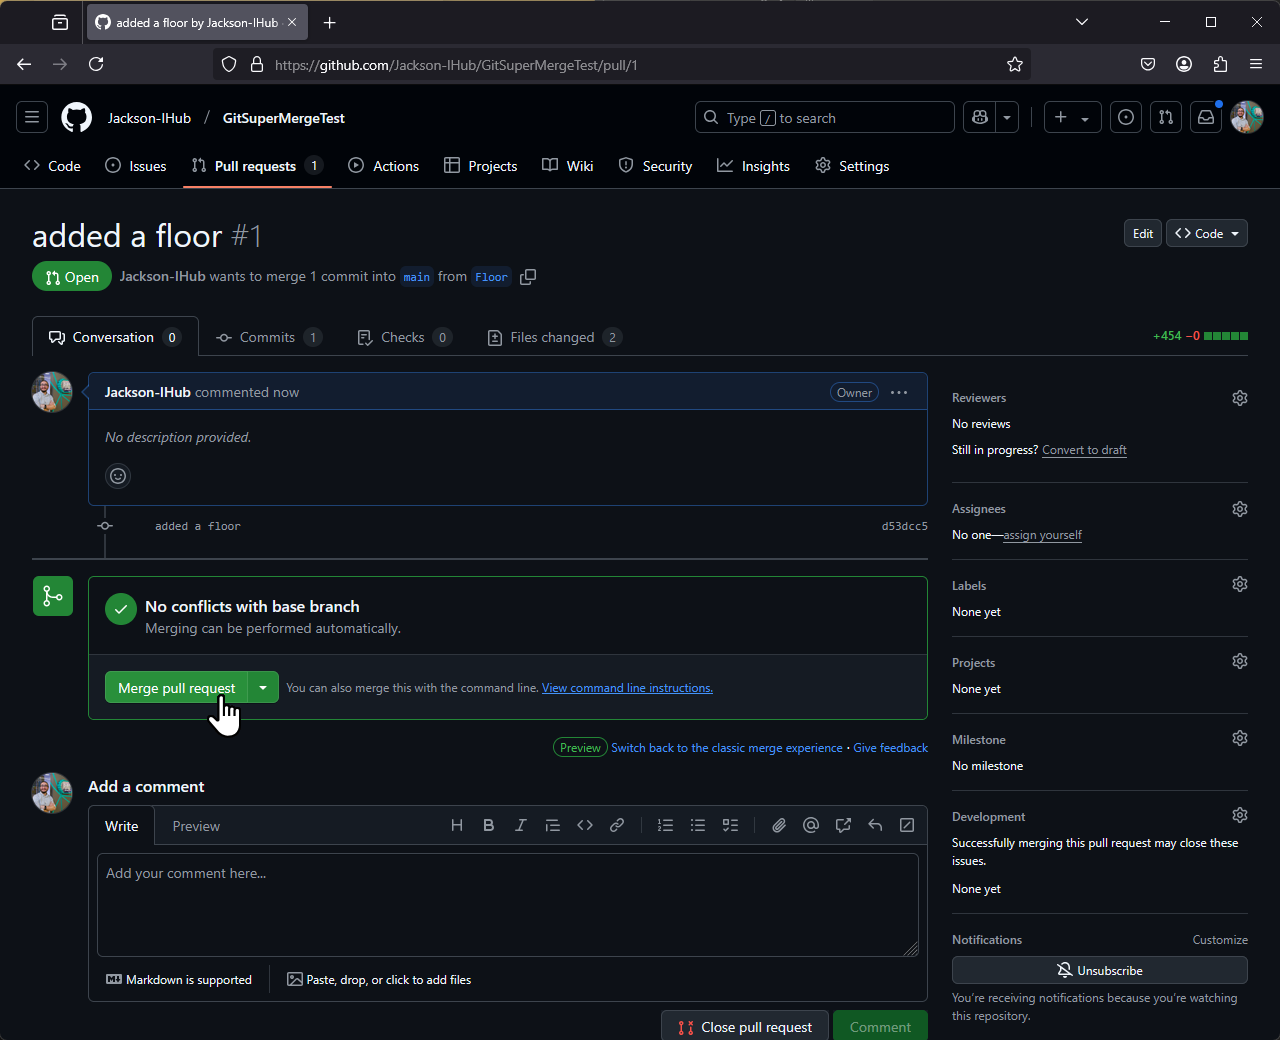 added a floor by Jackson-IHub
https://github.com/Jackson-IHub/GitSuperMergeTest/pull/1
Jackson-IHub / GitSuperMergeTest
Type / to search
Code
Issues
Pull requests 1
Actions
Projects
Wiki
Security
Insights
Settings
added a floor #1
Edit
Code
Open
Jackson-IHub wants to merge 1 commit into main from Floor
Conversation 0
Commits 1
Checks 0
Files changed 2
+454 −0
Jackson-IHub commented now
Owner
No description provided.
added a floor
d53dcc5
No conflicts with base branch
Merging can be performed automatically.
Merge pull request
You can also merge this with the command line. View command line instructions.
Preview
Switch back to the classic merge experience · Give feedback
Add a comment
Write
Preview
Add your comment here...
Markdown is supported
Paste, drop, or click to add files
Close pull request
Comment
Reviewers
No reviews
Still in progress? Convert to draft
Assignees
No one—assign yourself
Labels
None yet
Projects
None yet
Milestone
No milestone
Development
Successfully merging this pull request may close these
issues.
None yet
Notifications
Customize
Unsubscribe
You're receiving notifications because you're watching
this repository.